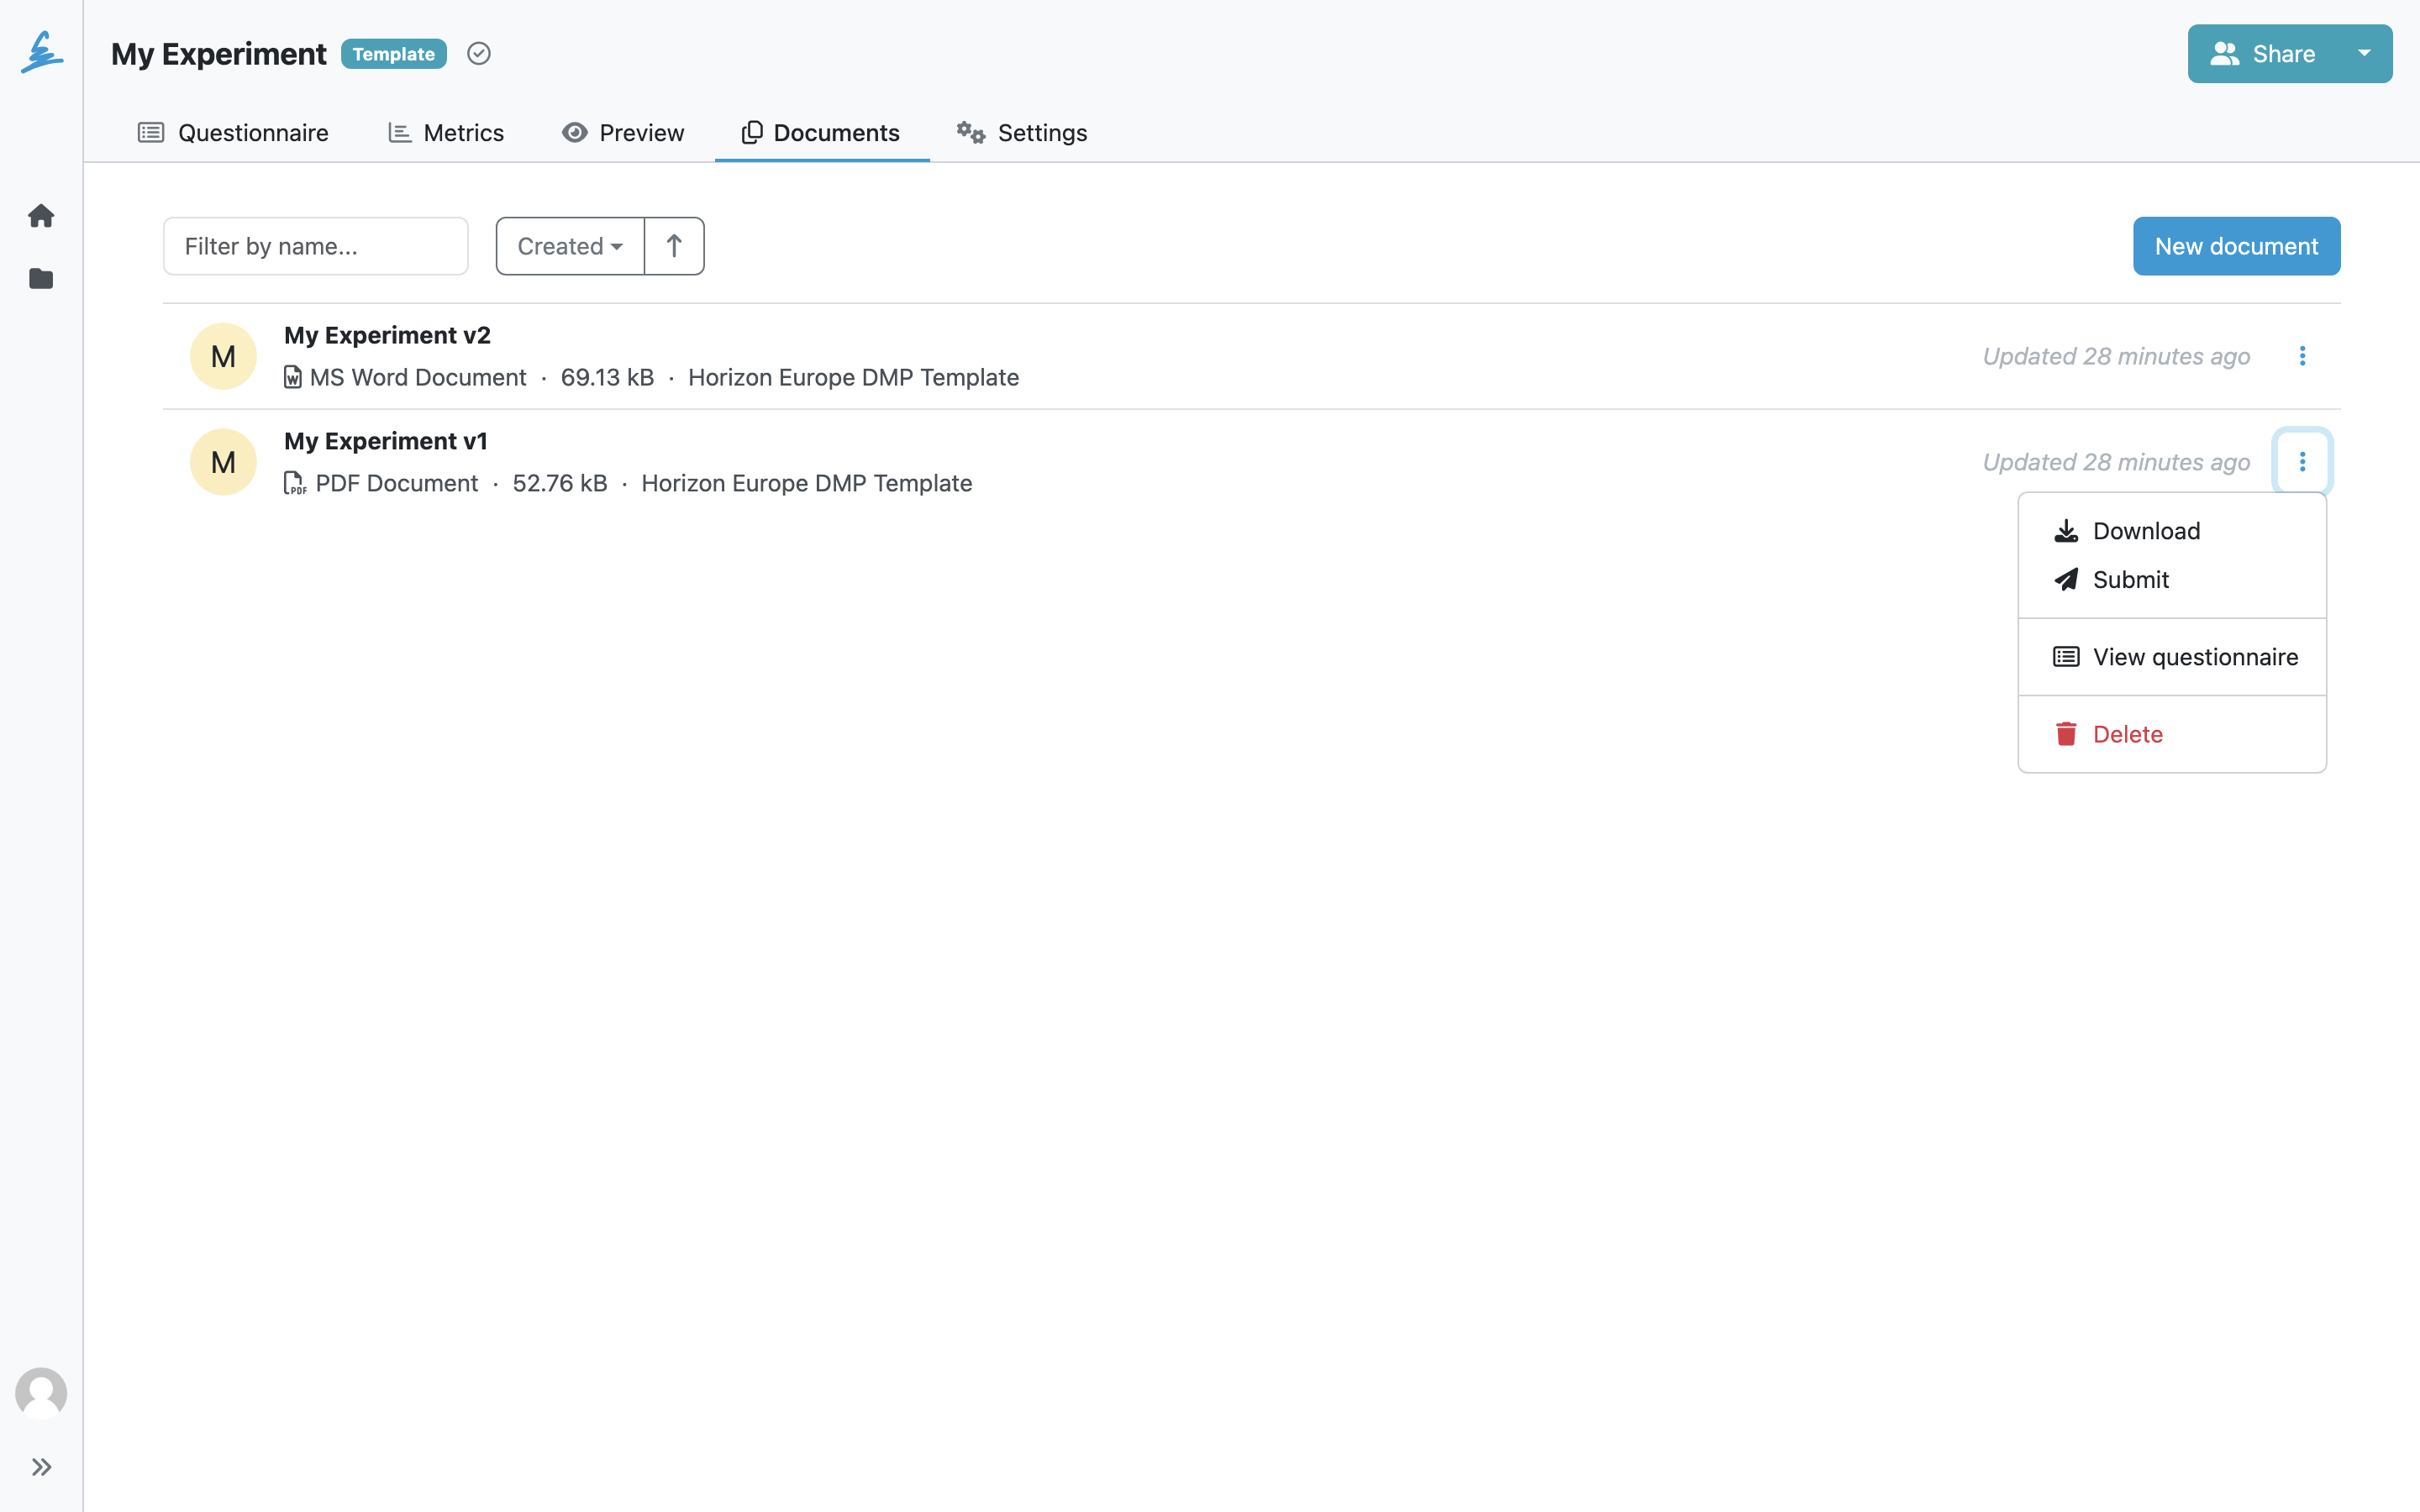 My Experiment Template
Share
Questionnaire Metrics Preview Documents Settings
Filter by name... Created New document
M My Experiment v2 Updated 28 minutes ago
MS Word Document · 69.13 kB · Horizon Europe DMP Template
M My Experiment v1 Updated 28 minutes ago
PDF PDF Document · 52.76 kB · Horizon Europe DMP Template
Download
Submit
View questionnaire
Delete